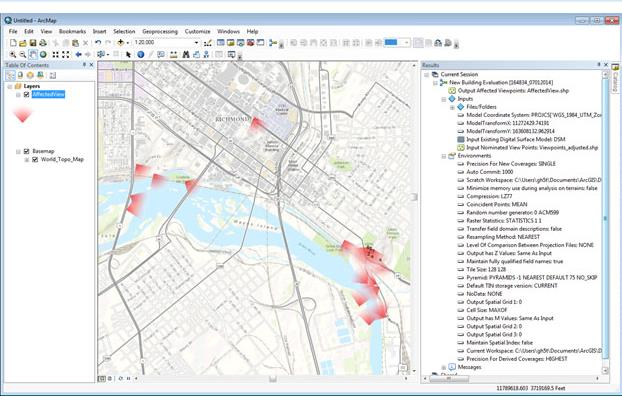 Untitled - ArcMap
File Edit View Bookmarks Insert Selection Geoprocessing Customize Windows Help
1:20,000
Table Of Contents
Layers
AffectedView
Basemap
World_Topo_Map
RICHMOND
Results
Current Session
New Building Evaluation [164834_07012014]
Output Affected Viewpoints: AffectedView.shp
Inputs
Files/Folders
Model Coordinate System: PROJCS['WGS_1984_UTM_Zo
ModelTransformX: 11272429.74191
ModelTransformY: 163608132.962914
Input Existing Digital Surface Model: DSM
Input Nominated View Points: Viewpoints_adjusted.shp
Environments
Precision For New Coverages: SINGLE
Auto Commit: 1000
Scratch Workspace: C:\Users\gh5t\Documents\ArcGIS\D
Minimize memory use during analysis on terrains: false
Compression: LZ77
Coincident Points: MEAN
Random number generator: 0 ACM599
Raster Statistics: STATISTICS 1 1
Transfer field domain descriptions: false
Resampling Method: NEAREST
Level Of Comparison Between Projection Files: NONE
Output has Z Values: Same As Input
Maintain fully qualified field names: true
Tile Size: 128 128
Pyramid: PYRAMIDS -1 NEAREST DEFAULT 75 NO_SKIP
Default TIN storage version: CURRENT
NoData: NONE
Output Spatial Grid 1: 0
Cell Size: MAXOF
Output has M Values: Same As Input
Output Spatial Grid 2: 0
Output Spatial Grid 3: 0
Maintain Spatial Index: false
Current Workspace: C:\Users\gh5t\Documents\ArcGIS\D
Precision For Derived Coverages: HIGHEST
Messages
Catalog
11789618.603 3719169.5 Feet